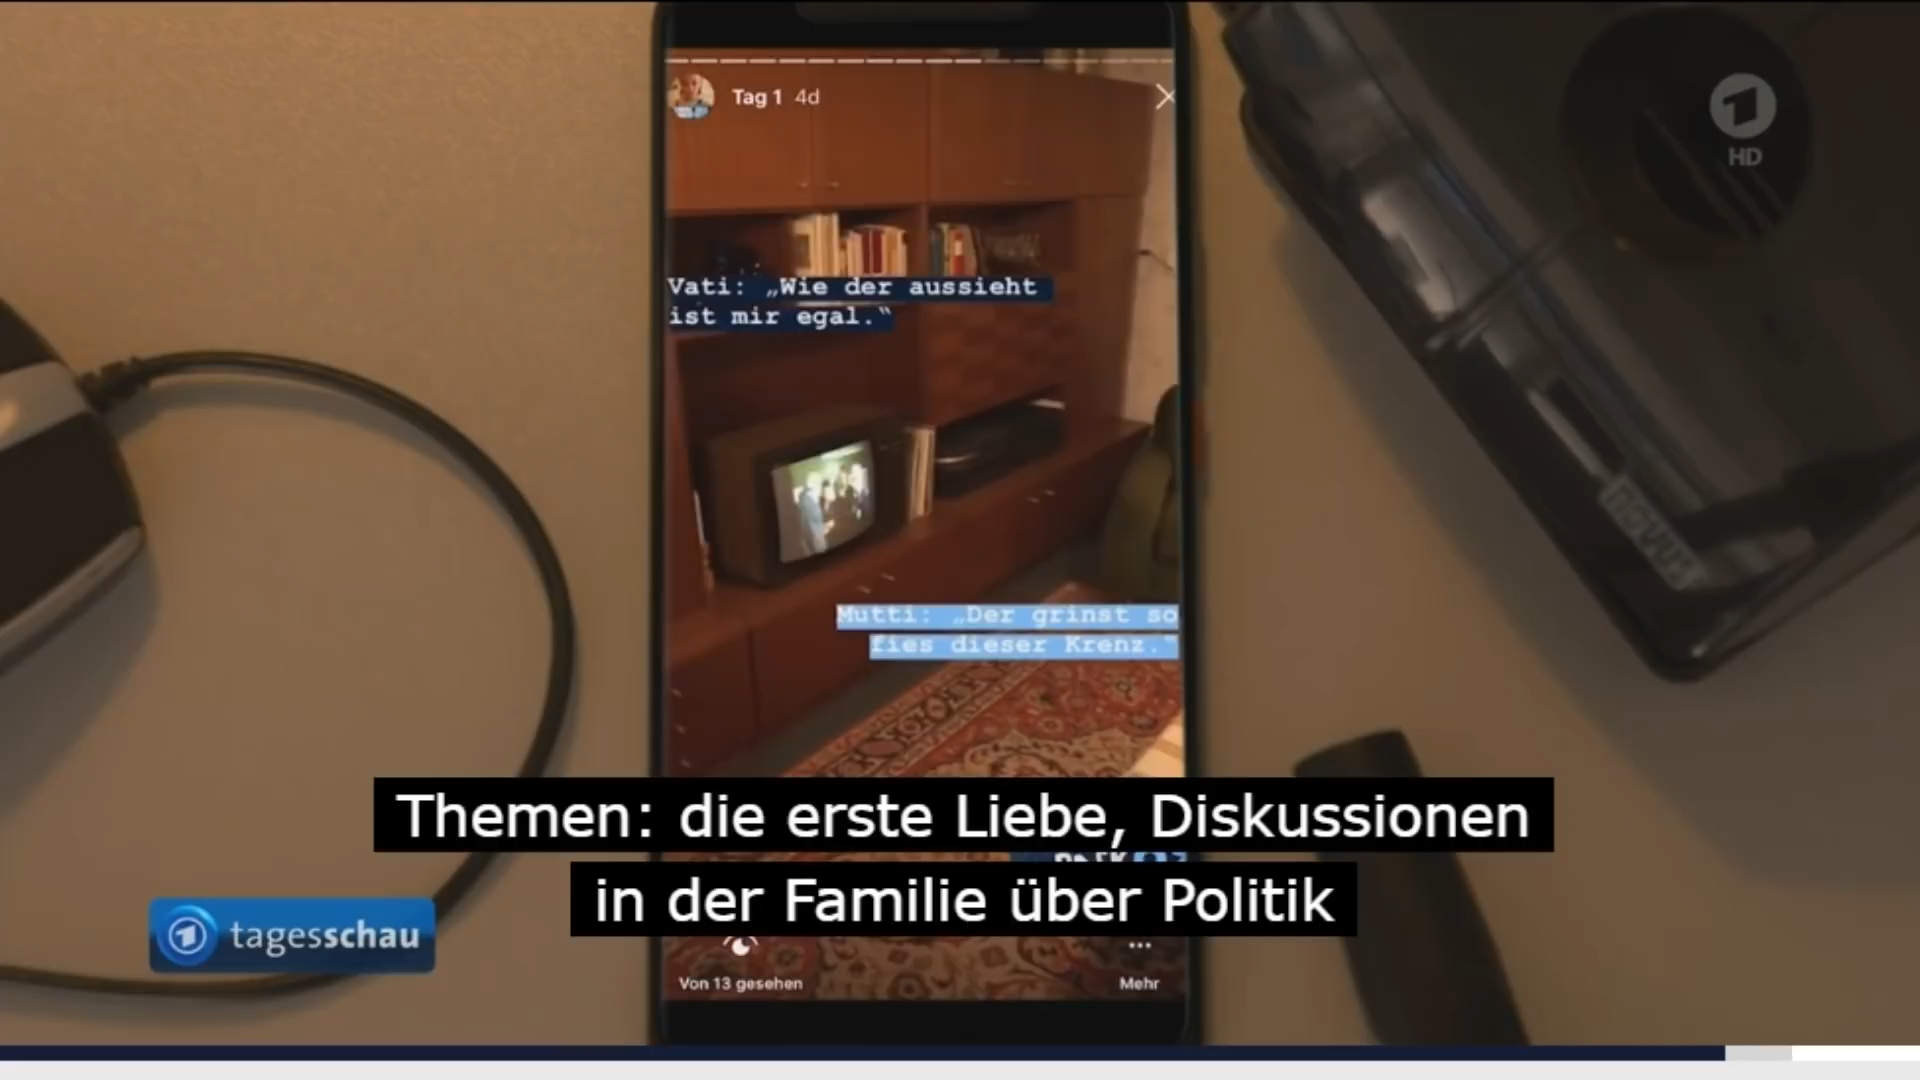 Tag 1 4d
HD
Vati: „Wie der aussieht
ist mir egal.“
novux
Mutti: „Der grinst so
fies dieser Krenz.“
Themen: die erste Liebe, Diskussionen
in der Familie über Politik
tagesschau
Von 13 gesehen
Mehr